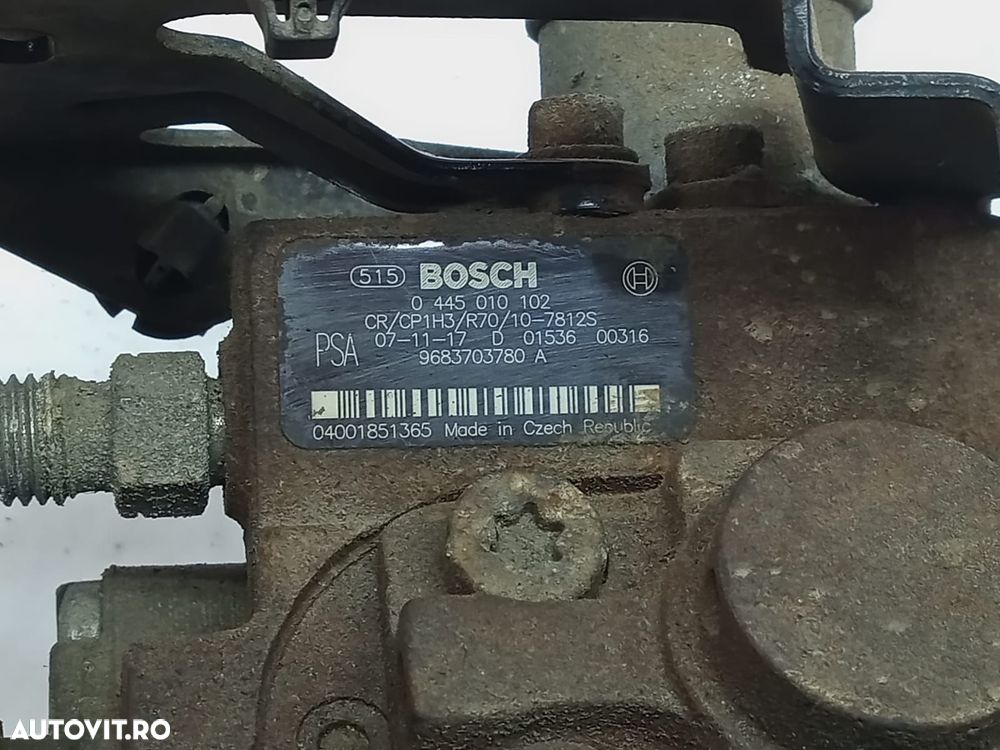 515 BOSCH
0 445 010 102
CR/CP1H3/R70/10-7812S
PSA 07-11-17 D 01536 00316
9683703780 A
04001851365 Made in Czech Republic
AUTOVIT.RO